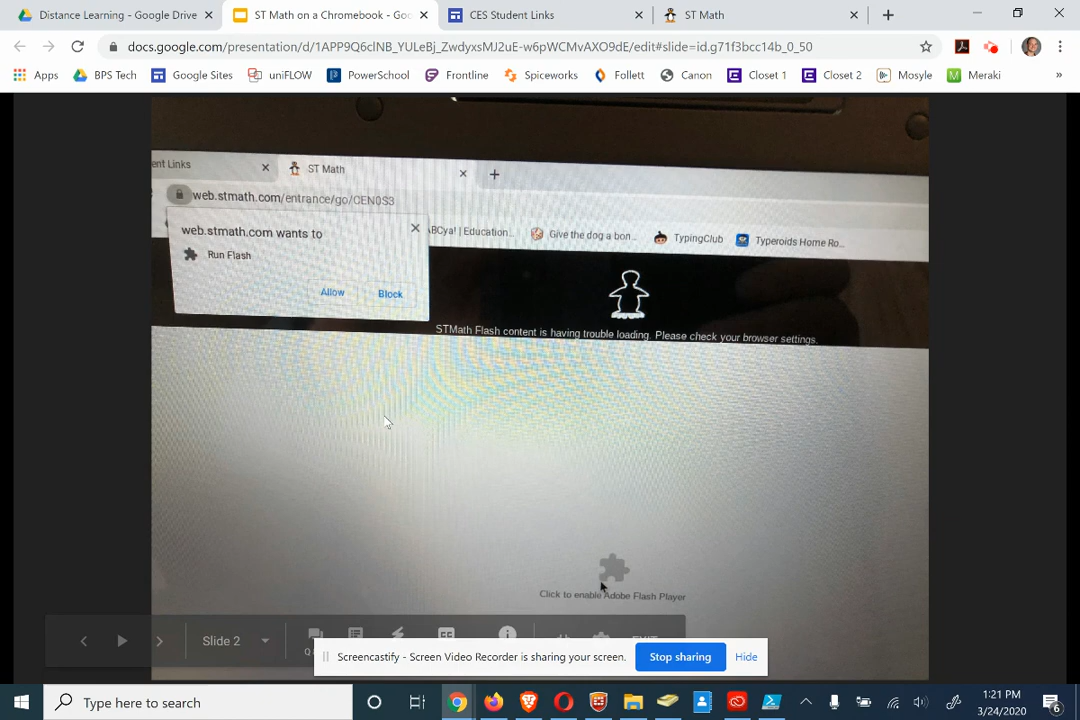 Distance Learning - Google Drive
ST Math on a Chromebook - Goo
CES Student Links
ST Math
docs.google.com/presentation/d/1APP9Q6clNB_YULeBj_ZwdyxsMJ2uE-w6pWCMvAXO9dE/edit#slide=id.g71f3bcc14b_0_50
Apps
BPS Tech
Google Sites
uniFLOW
PowerSchool
Frontline
Spiceworks
Follett
Canon
Closet 1
Closet 2
Mosyle
Meraki
»
ent Links
ST Math
web.stmath.com/entrance/go/CEN0S3
web.stmath.com wants to
Run Flash
Allow
Block
ABCya! | Education...
Give the dog a bon...
TypingClub
Typeroids Home Ro...
STMath Flash content is having trouble loading. Please check your browser settings.
Click to enable Adobe Flash Player
Slide 2
Screencastify - Screen Video Recorder is sharing your screen.
Stop sharing
Hide
Type here to search
1:21 PM
3/24/2020
6